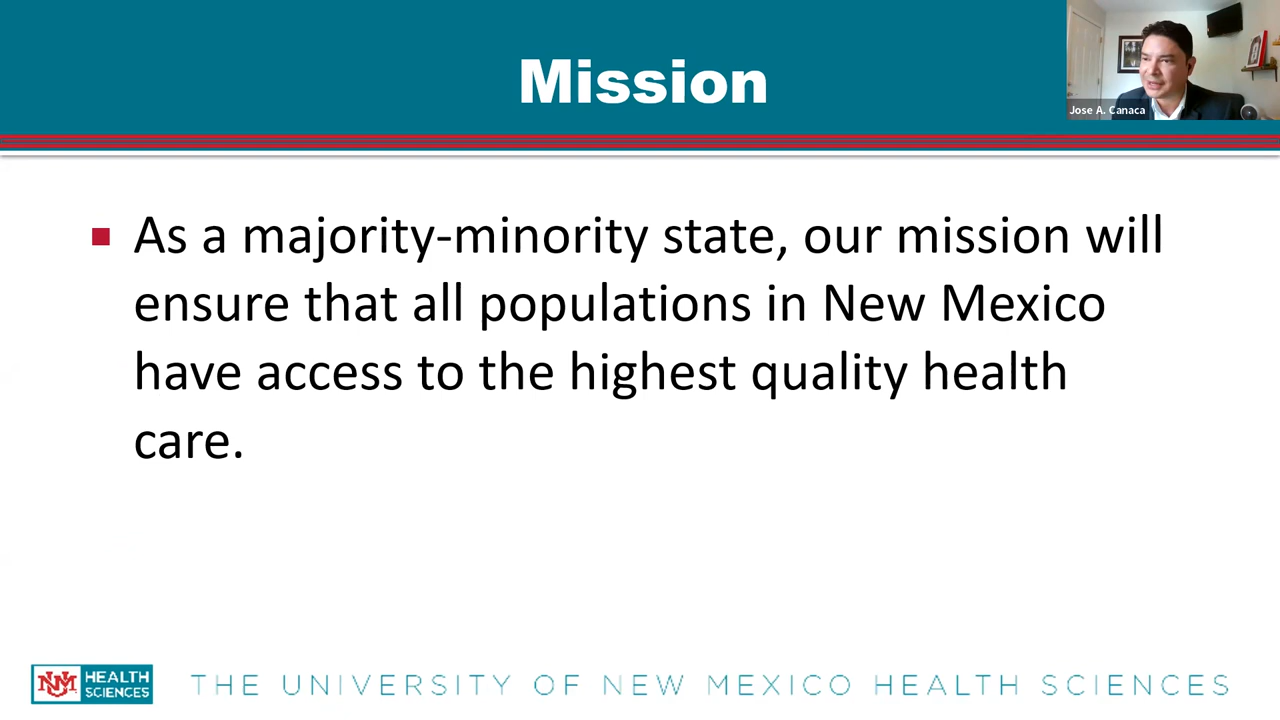 Mission
Jose A. Canaca
As a majority-minority state, our mission will
ensure that all populations in New Mexico
have access to the highest quality health
care.
UNM HEALTH
SCIENCES
THE UNIVERSITY OF NEW MEXICO HEALTH SCIENCES